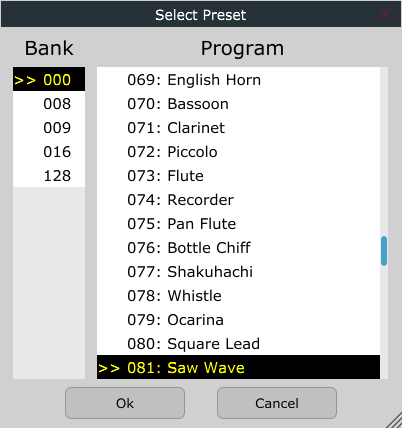 Select Preset
Bank
Program
>> 000
008
009
016
128
069: English Horn
070: Bassoon
071: Clarinet
072: Piccolo
073: Flute
074: Recorder
075: Pan Flute
076: Bottle Chiff
077: Shakuhachi
078: Whistle
079: Ocarina
080: Square Lead
>> 081: Saw Wave
Ok
Cancel